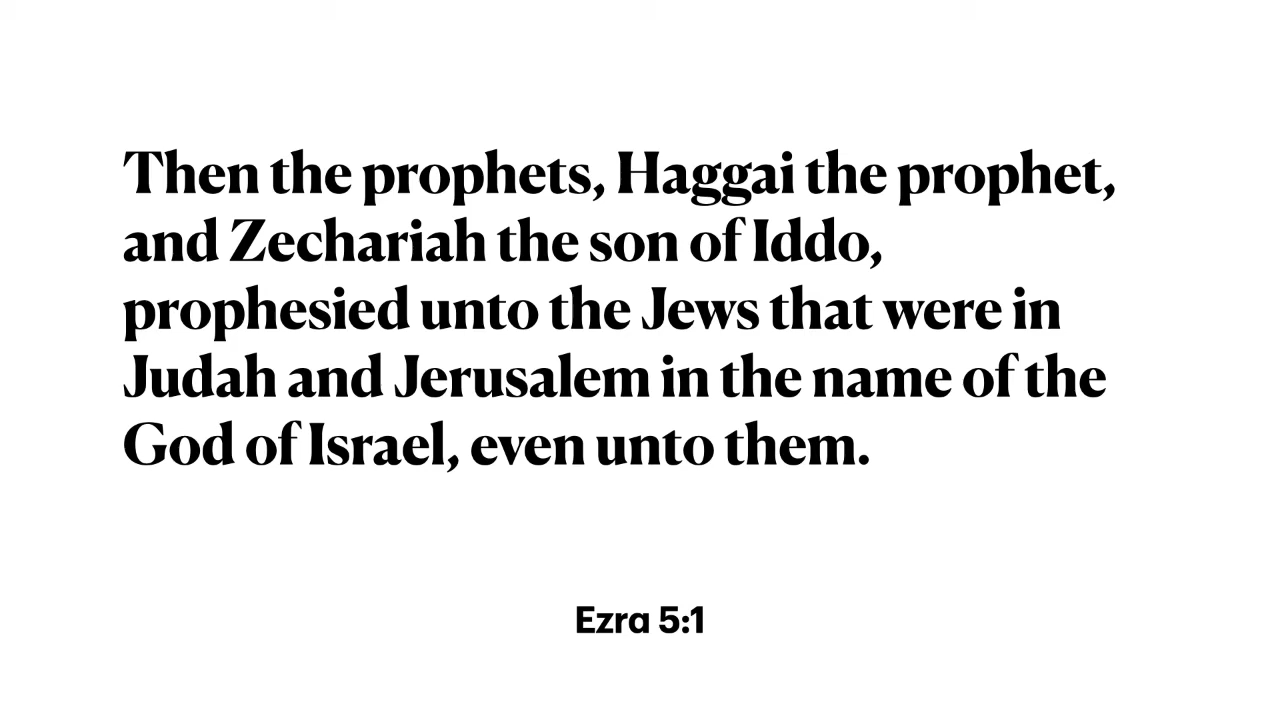 Then the prophets, Haggai the prophet,
and Zechariah the son of Iddo,
prophesied unto the Jews that were in
Judah and Jerusalem in the name of the
God of Israel, even unto them.
Ezra 5:1